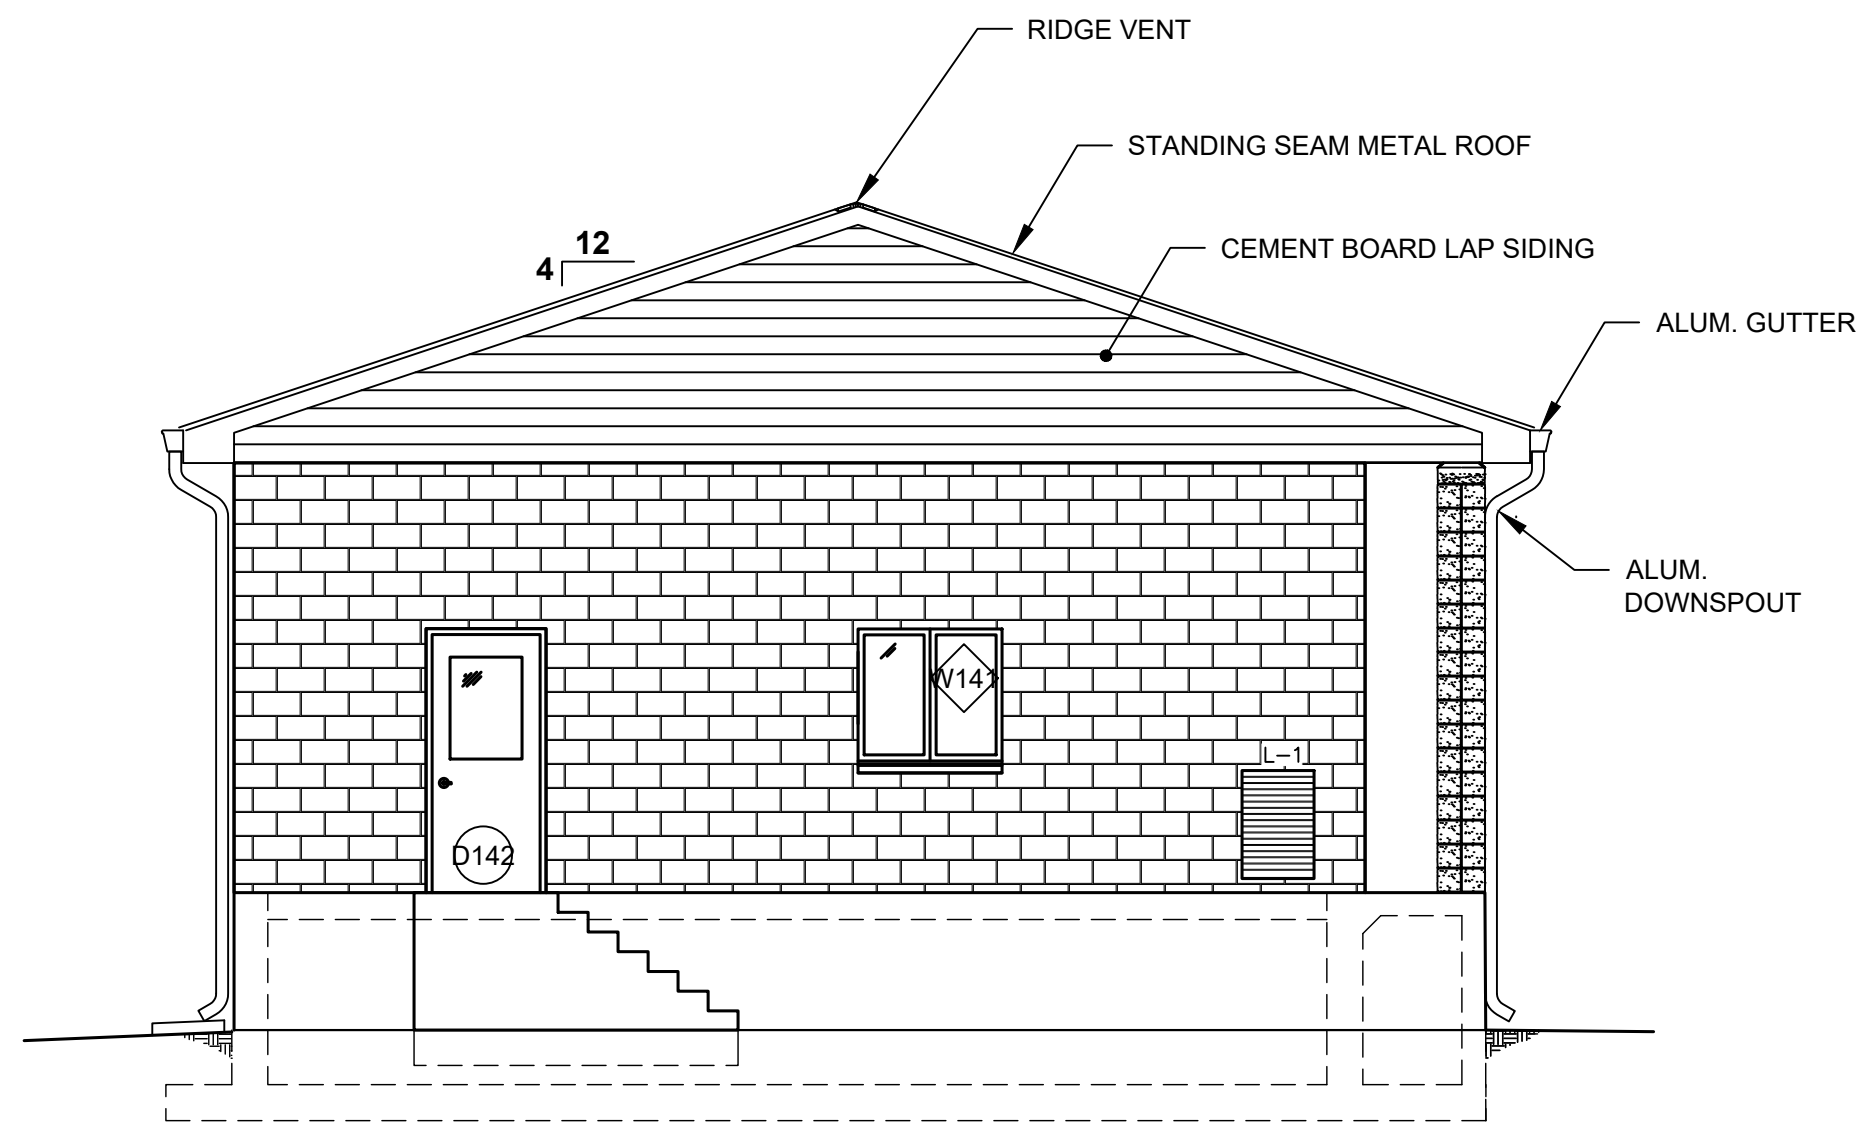 RIDGE VENT
STANDING SEAM METAL ROOF
12
4
CEMENT BOARD LAP SIDING
ALUM. GUTTER
ALUM.
DOWNSPOUT
W141
L-1
D142